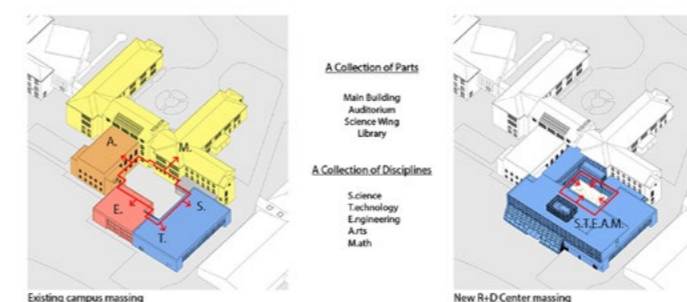 A.
M.
S.
E.
T.
Existing campus massing
A Collection of Parts
Main Building
Auditorium
Science Wing
Library
A Collection of Disciplines
S.cience
T.echnology
E.ngineering
A.rts
M.ath
S.T.E.A.M.
New R+D Center massing